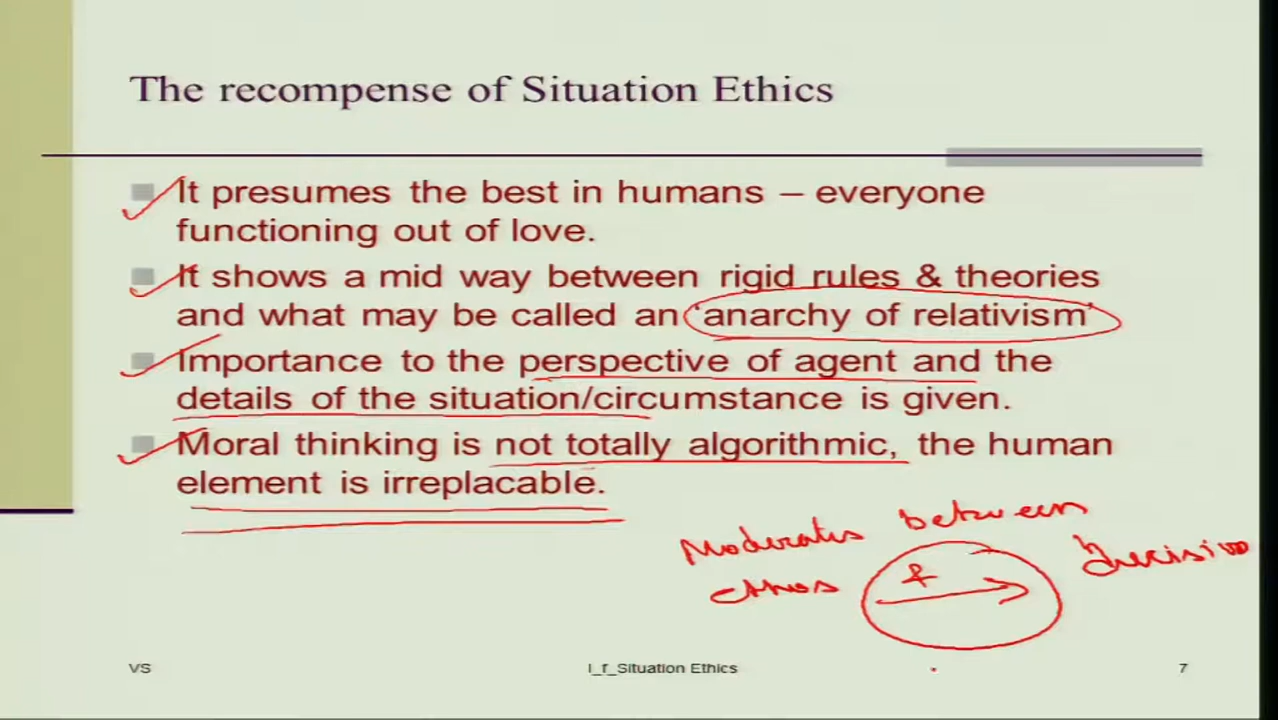 The recompense of Situation Ethics
It presumes the best in humans – everyone
functioning out of love.
It shows a mid way between rigid rules & theories
and what may be called an ‘anarchy of relativism’
Importance to the perspective of agent and the
details of the situation/circumstance is given.
Moral thinking is not totally algorithmic, the human
element is irreplacable.
Moderates between
ethos & decision
VS
I_f_Situation Ethics
7